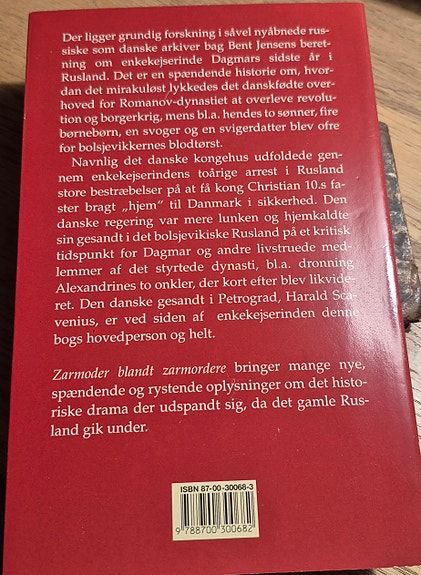 Der ligger grundig forskning i såvel nyåbnede rus-
siske som danske arkiver bag Bent Jensens beret-
ning om enkekejserinde Dagmars sidste år i
Rusland. Det er en spændende historie om, hvor-
dan det mirakuløst lykkedes det danskfødte over-
hoved for Romanov-dynastiet at overleve revolu-
tion og borgerkrig, mens bl.a. hendes to sønner, fire
børnebørn, en svoger og en svigerdatter blev ofre
for bolsjevikkernes blodtørst.
Navnlig det danske kongehus udfoldede gen-
nem enkekejserindens toårige arrest i Rusland
store bestræbelser på at få kong Christian 10.s fa-
ster bragt „hjem” til Danmark i sikkerhed. Den
danske regering var mere lunken og hjemkaldte
sin gesandt i det bolsjevikiske Rusland på et kritisk
tidspunkt for Dagmar og andre livstruede med-
lemmer af det styrtede dynasti, bl.a. dronning
Alexandrines to onkler, der kort efter blev likvide-
ret. Den danske gesandt i Petrograd, Harald Sca-
venius, er ved siden af enkekejserinden denne
bogs hovedperson og helt.
Zarmoder blandt zarmordere bringer mange nye,
spændende og rystende oplysninger om det histo-
riske drama der udspandt sig, da det gamle Rus-
land gik under.
ISBN 87-00-30068-3
9 788700 300682